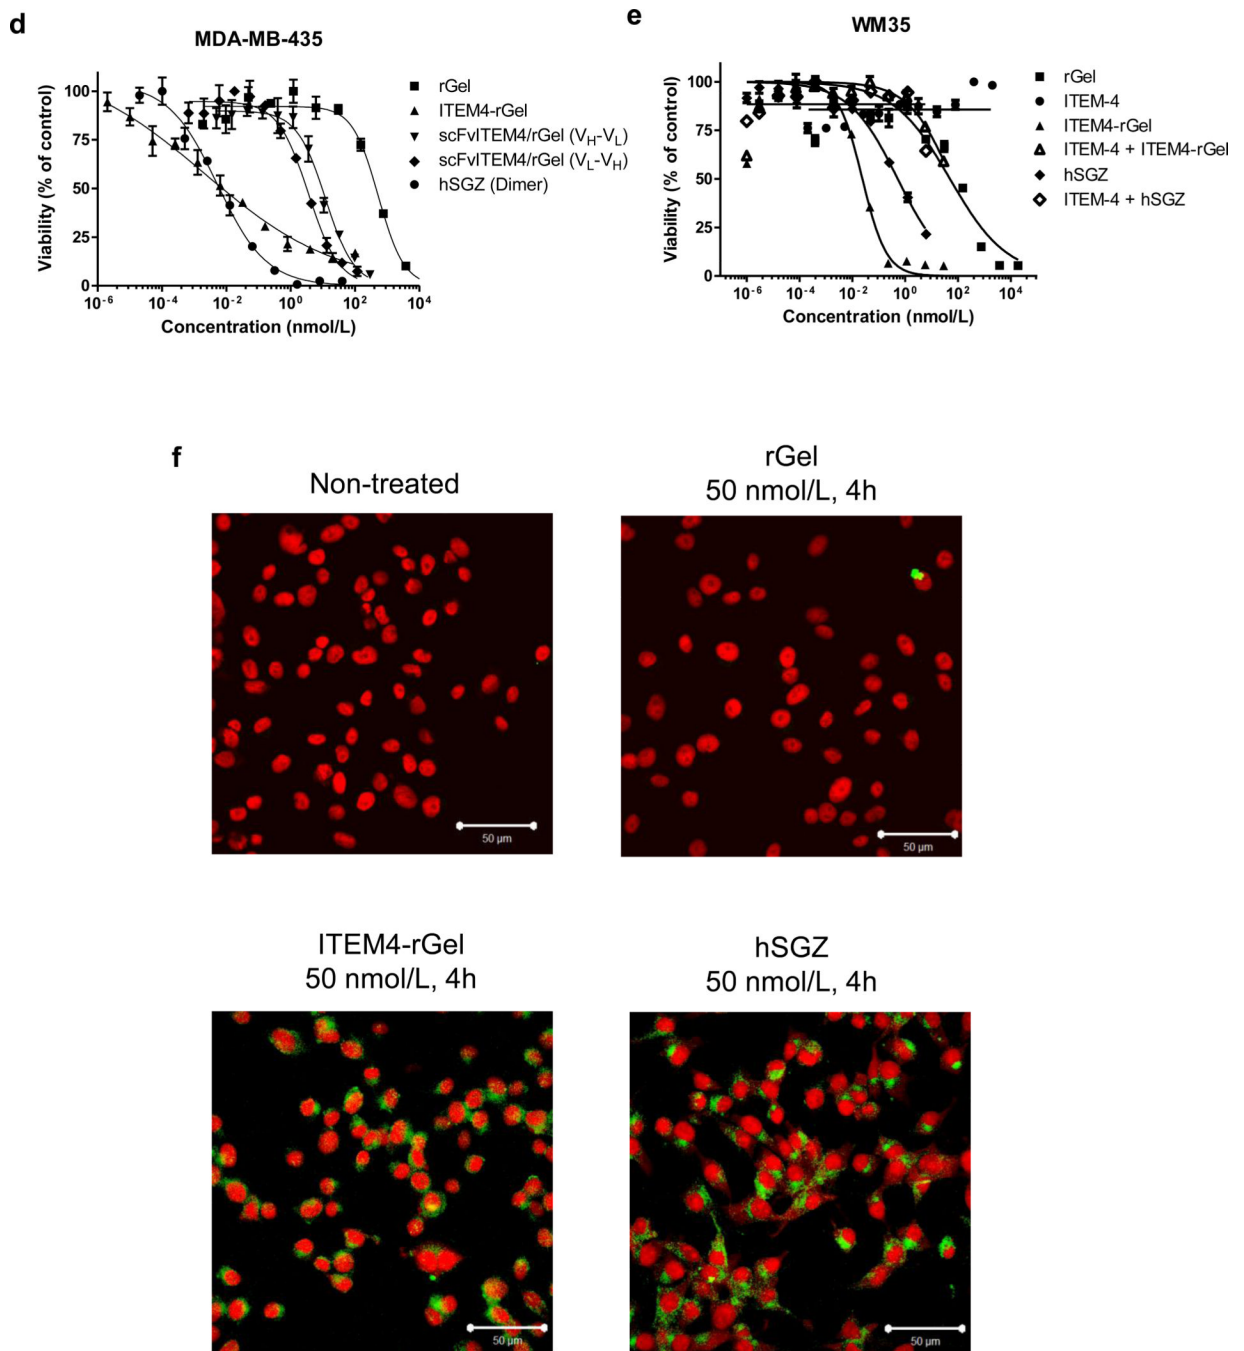 d
MDA-MB-435
Viability (% of control)
100
75
50
25
0
10⁻⁶ 10⁻⁴ 10⁻² 10⁰ 10² 10⁴
Concentration (nmol/L)
rGel
ITEM4-rGel
scFvITEM4/rGel (V_H-V_L)
scFvITEM4/rGel (V_L-V_H)
hSGZ (Dimer)
e
WM35
Viability (% of control)
100
75
50
25
0
10⁻⁶ 10⁻⁴ 10⁻² 10⁰ 10² 10⁴
Concentration (nmol/L)
rGel
ITEM-4
ITEM4-rGel
ITEM-4 + ITEM4-rGel
hSGZ
ITEM-4 + hSGZ
f
Non-treated
50 µm
rGel
50 nmol/L, 4h
50 µm
ITEM4-rGel
50 nmol/L, 4h
50 µm
hSGZ
50 nmol/L, 4h
50 µm